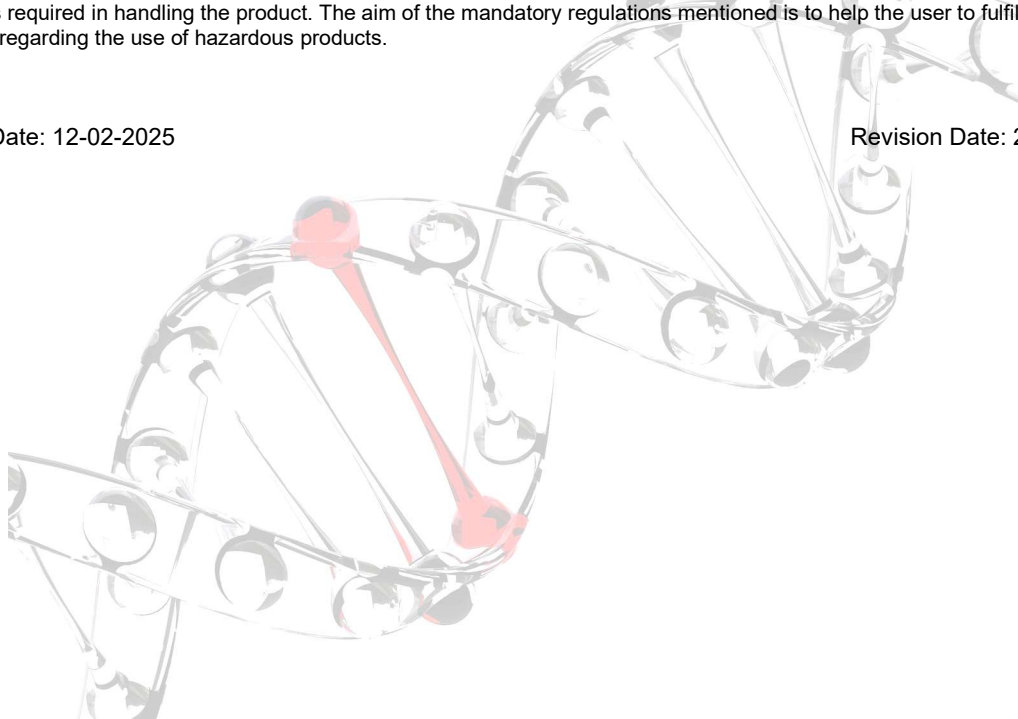 required in handling the product. The aim of the mandatory regulations mentioned is to help the user to fulfil
regarding the use of hazardous products.
Date: 12-02-2025
Revision Date: 2